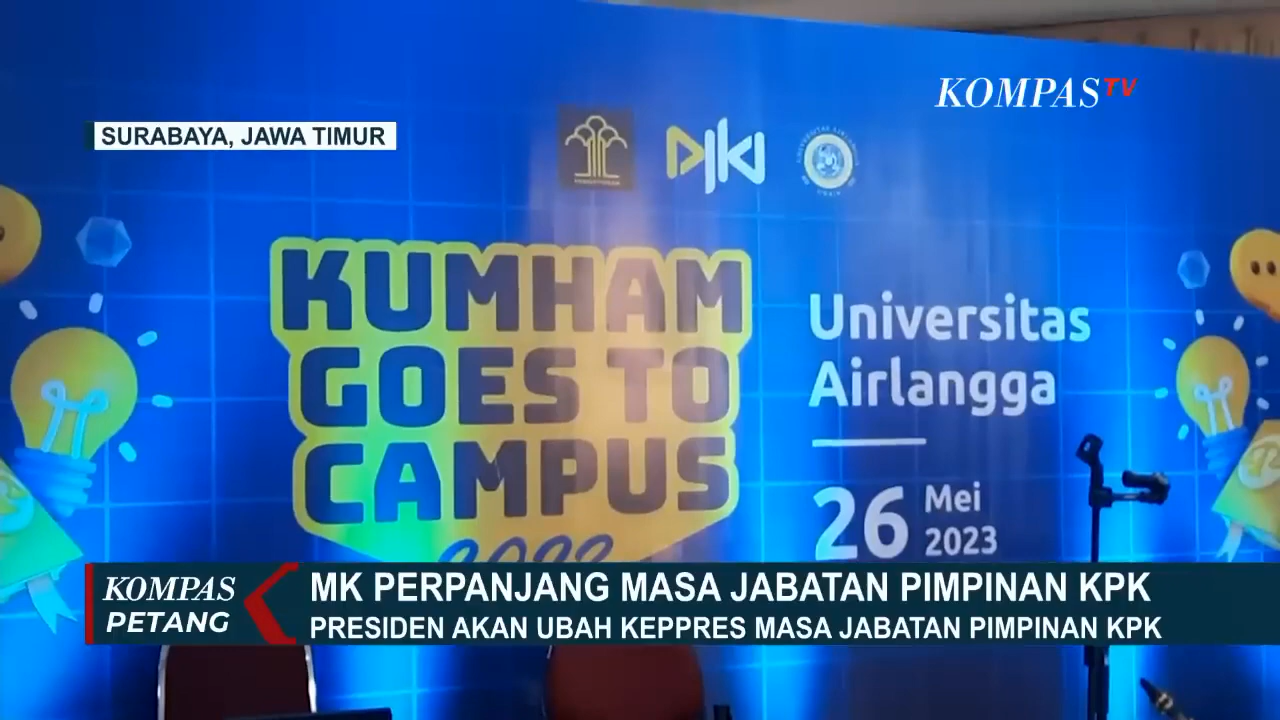 KOMPASTV
SURABAYA, JAWA TIMUR
DJKI
KUMHAM
GOES TO
CAMPUS
Universitas
Airlangga
26 Mei
2023
KOMPAS
PETANG
MK PERPANJANG MASA JABATAN PIMPINAN KPK
PRESIDEN AKAN UBAH KEPPRES MASA JABATAN PIMPINAN KPK